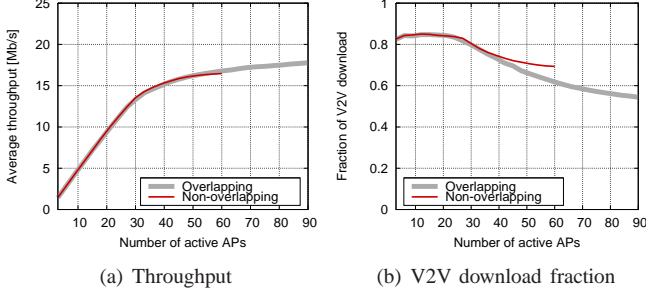 25
20
15
10
5
0
Average throughput [Mb/s]
Overlapping
Non-overlapping
10 20 30 40 50 60 70 80 90
Number of active APs
(a) Throughput
1
0.8
0.6
0.4
0.2
0
Fraction of V2V download
Overlapping
Non-overlapping
10 20 30 40 50 60 70 80 90
Number of active APs
(b) V2V download fraction